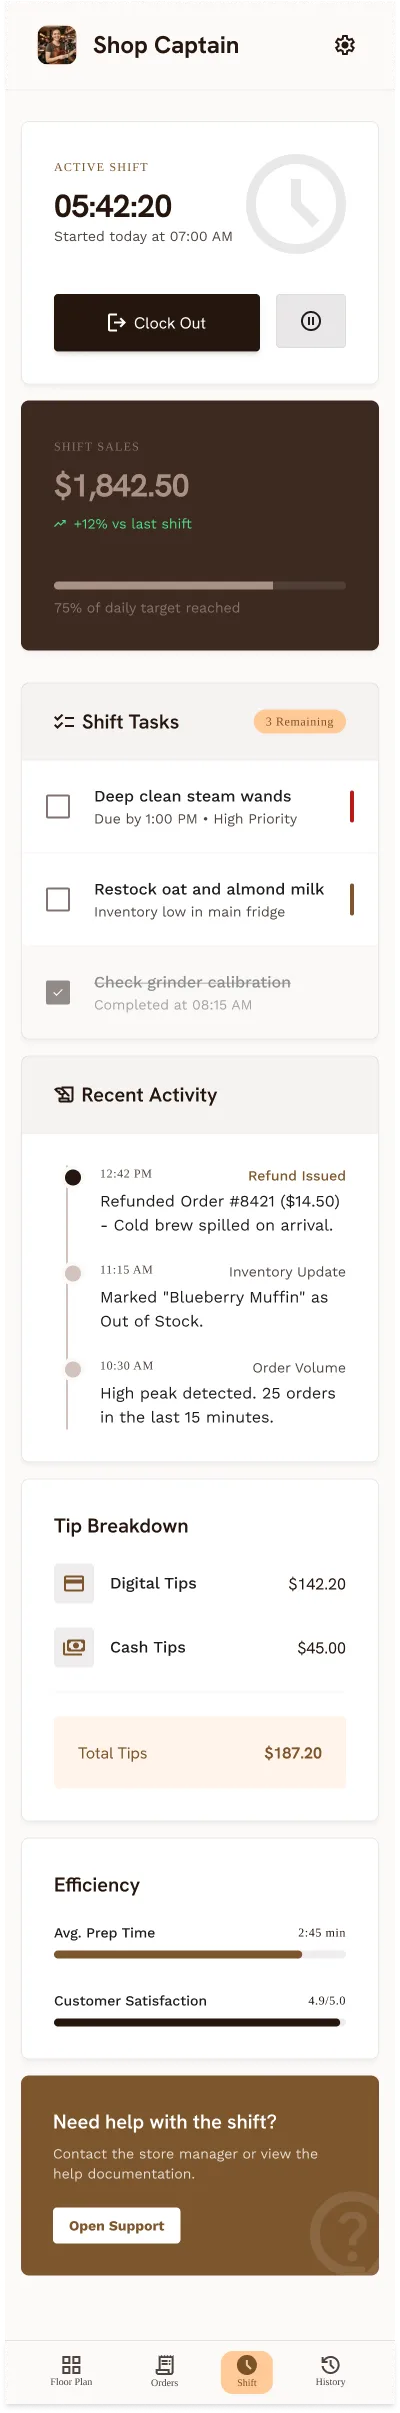 Shop Captain
ACTIVE SHIFT
05:42:20
Started today at 07:00 AM
Clock Out
SHIFT SALES
$1,842.50
+12% vs last shift
75% of daily target reached
Shift Tasks
3 Remaining
Deep clean steam wands
Due by 1:00 PM • High Priority
Restock oat and almond milk
Inventory low in main fridge
Check grinder calibration
Completed at 08:15 AM
Recent Activity
12:42 PM
Refund Issued
Refunded Order #8421 ($14.50)
- Cold brew spilled on arrival.
11:15 AM
Inventory Update
Marked "Blueberry Muffin" as
Out of Stock.
10:30 AM
Order Volume
High peak detected. 25 orders
in the last 15 minutes.
Tip Breakdown
Digital Tips
$142.20
Cash Tips
$45.00
Total Tips
$187.20
Efficiency
Avg. Prep Time
2:45 min
Customer Satisfaction
4.9/5.0
Need help with the shift?
Contact the store manager or view the
help documentation.
Open Support
Floor Plan
Orders
Shift
History